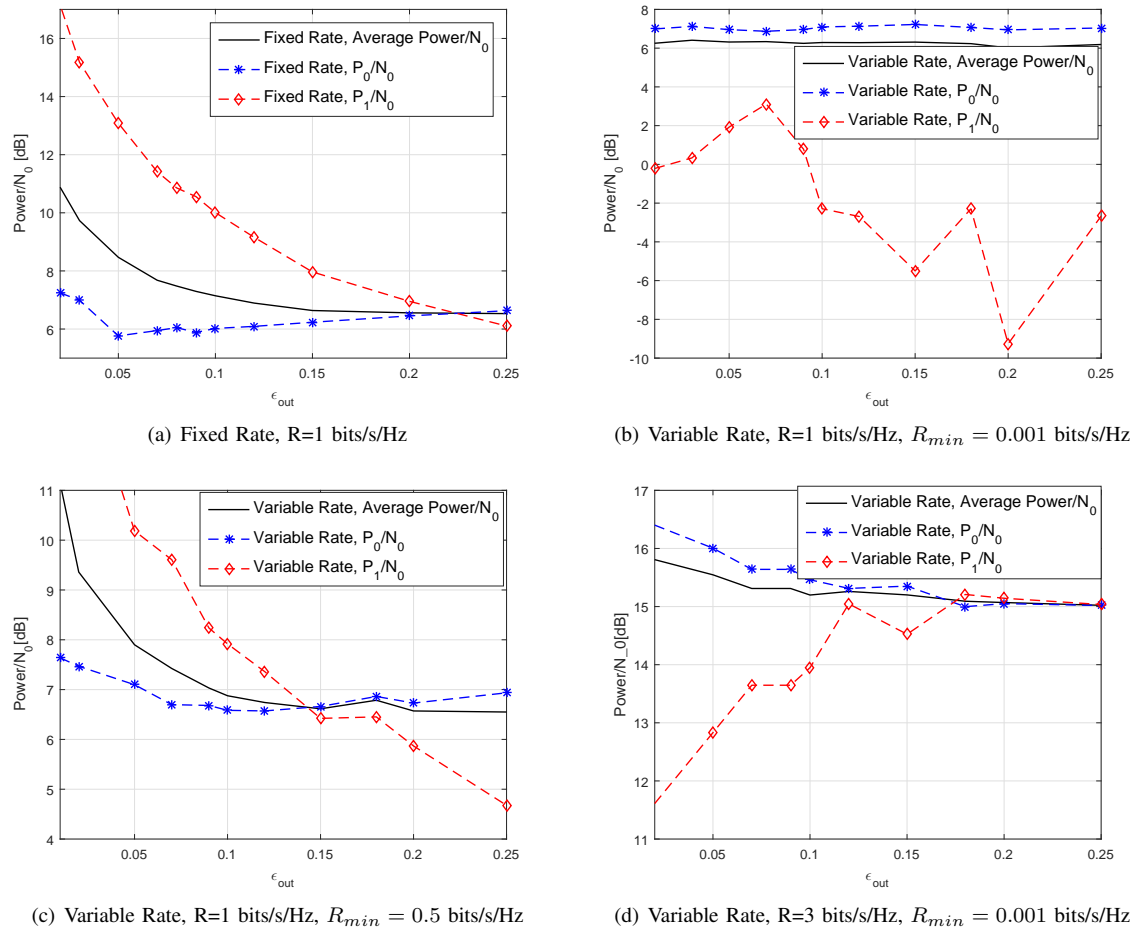 16
14
12
10
8
6
Power/N0 [dB]
Fixed Rate, Average Power/N0
Fixed Rate, P0/N0
Fixed Rate, P1/N0
0.05
0.1
0.15
0.2
0.25
ϵout
(a) Fixed Rate, R=1 bits/s/Hz
8
6
4
2
0
-2
-4
-6
-8
-10
Power/N0 [dB]
Variable Rate, Average Power/N0
Variable Rate, P0/N0
Variable Rate, P1/N0
0.05
0.1
0.15
0.2
0.25
ϵout
(b) Variable Rate, R=1 bits/s/Hz, Rmin = 0.001 bits/s/Hz
11
10
9
8
7
6
5
4
Power/N0[dB]
Variable Rate, Average Power/N0
Variable Rate, P0/N0
Variable Rate, P1/N0
0.05
0.1
0.15
0.2
0.25
ϵout
(c) Variable Rate, R=1 bits/s/Hz, Rmin = 0.5 bits/s/Hz
17
16
15
14
13
12
11
Power/N_0[dB]
Variable Rate, Average Power/N0
Variable Rate, P0/N0
Variable Rate, P1/N0
0.05
0.1
0.15
0.2
0.25
ϵout
(d) Variable Rate, R=3 bits/s/Hz, Rmin = 0.001 bits/s/Hz